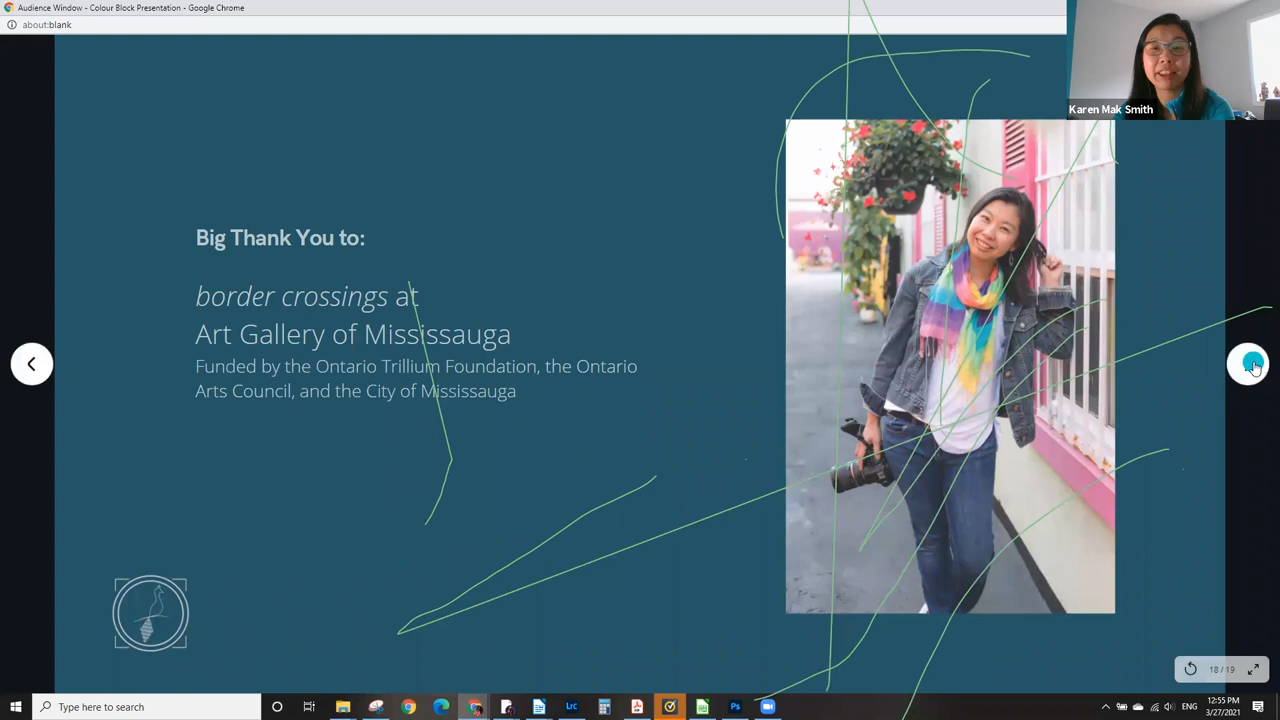 Audience Window - Colour Block Presentation - Google Chrome
about:blank
Karen Mak Smith
Big Thank You to:
border crossings at
Art Gallery of Mississauga
Funded by the Ontario Trillium Foundation, the Ontario
Arts Council, and the City of Mississauga
18 / 19
Type here to search
Lrc
Ps
ENG
12:55 PM
3/27/2021